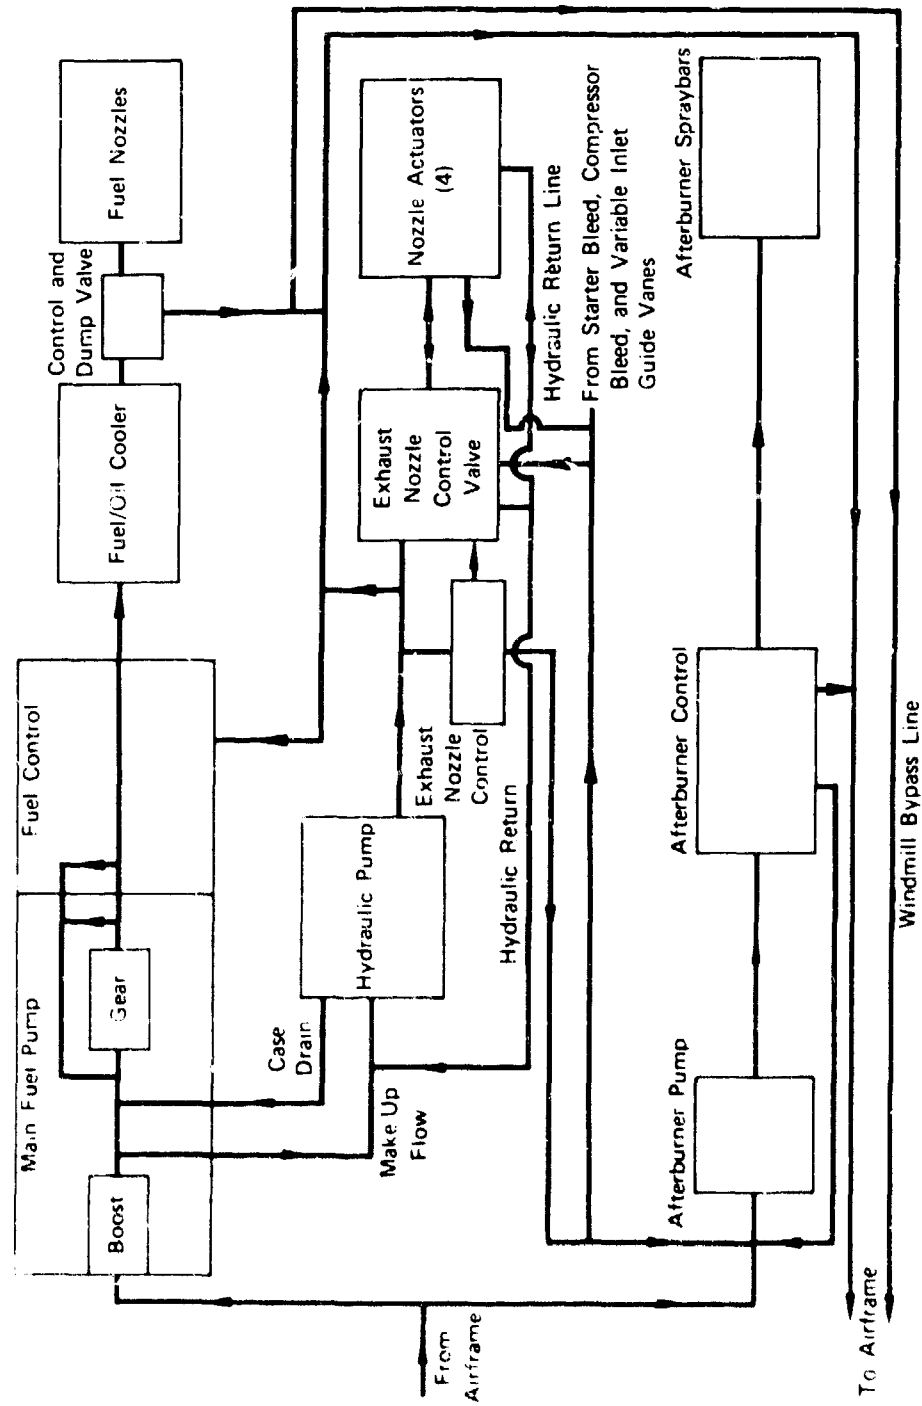 Main Fuel Pump
Fuel Control
Boost
Gear
Fuel/Oil Cooler
Control and
Dump Valve
Fuel Nozzles
Case
Drain
Make Up
Flow
Hydraulic Pump
Exhaust
Nozzle
Control
Exhaust
Nozzle
Control
Valve
Nozzle Actuators
(4)
Hydraulic Return
Hydraulic Return Line
From Starter Bleed, Compressor
Bleed, and Variable Inlet
Guide Vanes
From
Airframe
Afterburner Pump
Afterburner Control
Afterburner Spraybars
To Airframe
Windmill Bypass Line